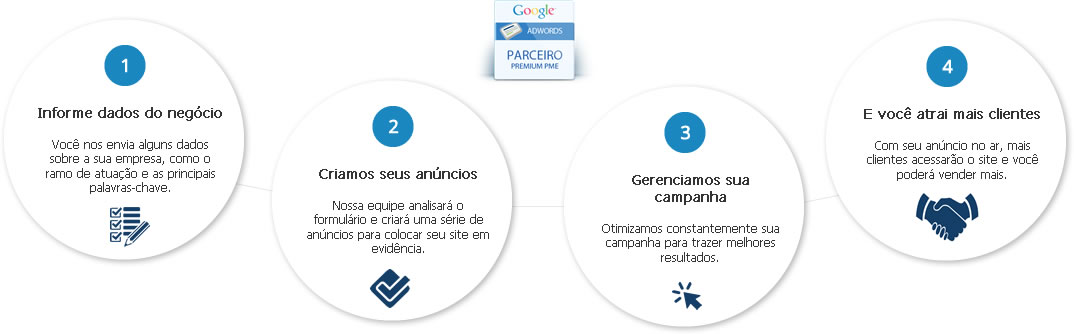 Google
ADWORDS
PARCEIRO
PREMIUM PME
1
Informe dados do negócio
Você nos envia alguns dados
sobre a sua empresa, como o
ramo de atuação e as principais
palavras-chave.
2
Criamos seus anúncios
Nossa equipe analisará o
formulário e criará uma série de
anúncios para colocar seu site em
evidência.
3
Gerenciamos sua
campanha
Otimizamos constantemente sua
campanha para trazer melhores
resultados.
4
E você atrai mais clientes
Com seu anúncio no ar, mais
clientes acessarão o site e você
poderá vender mais.